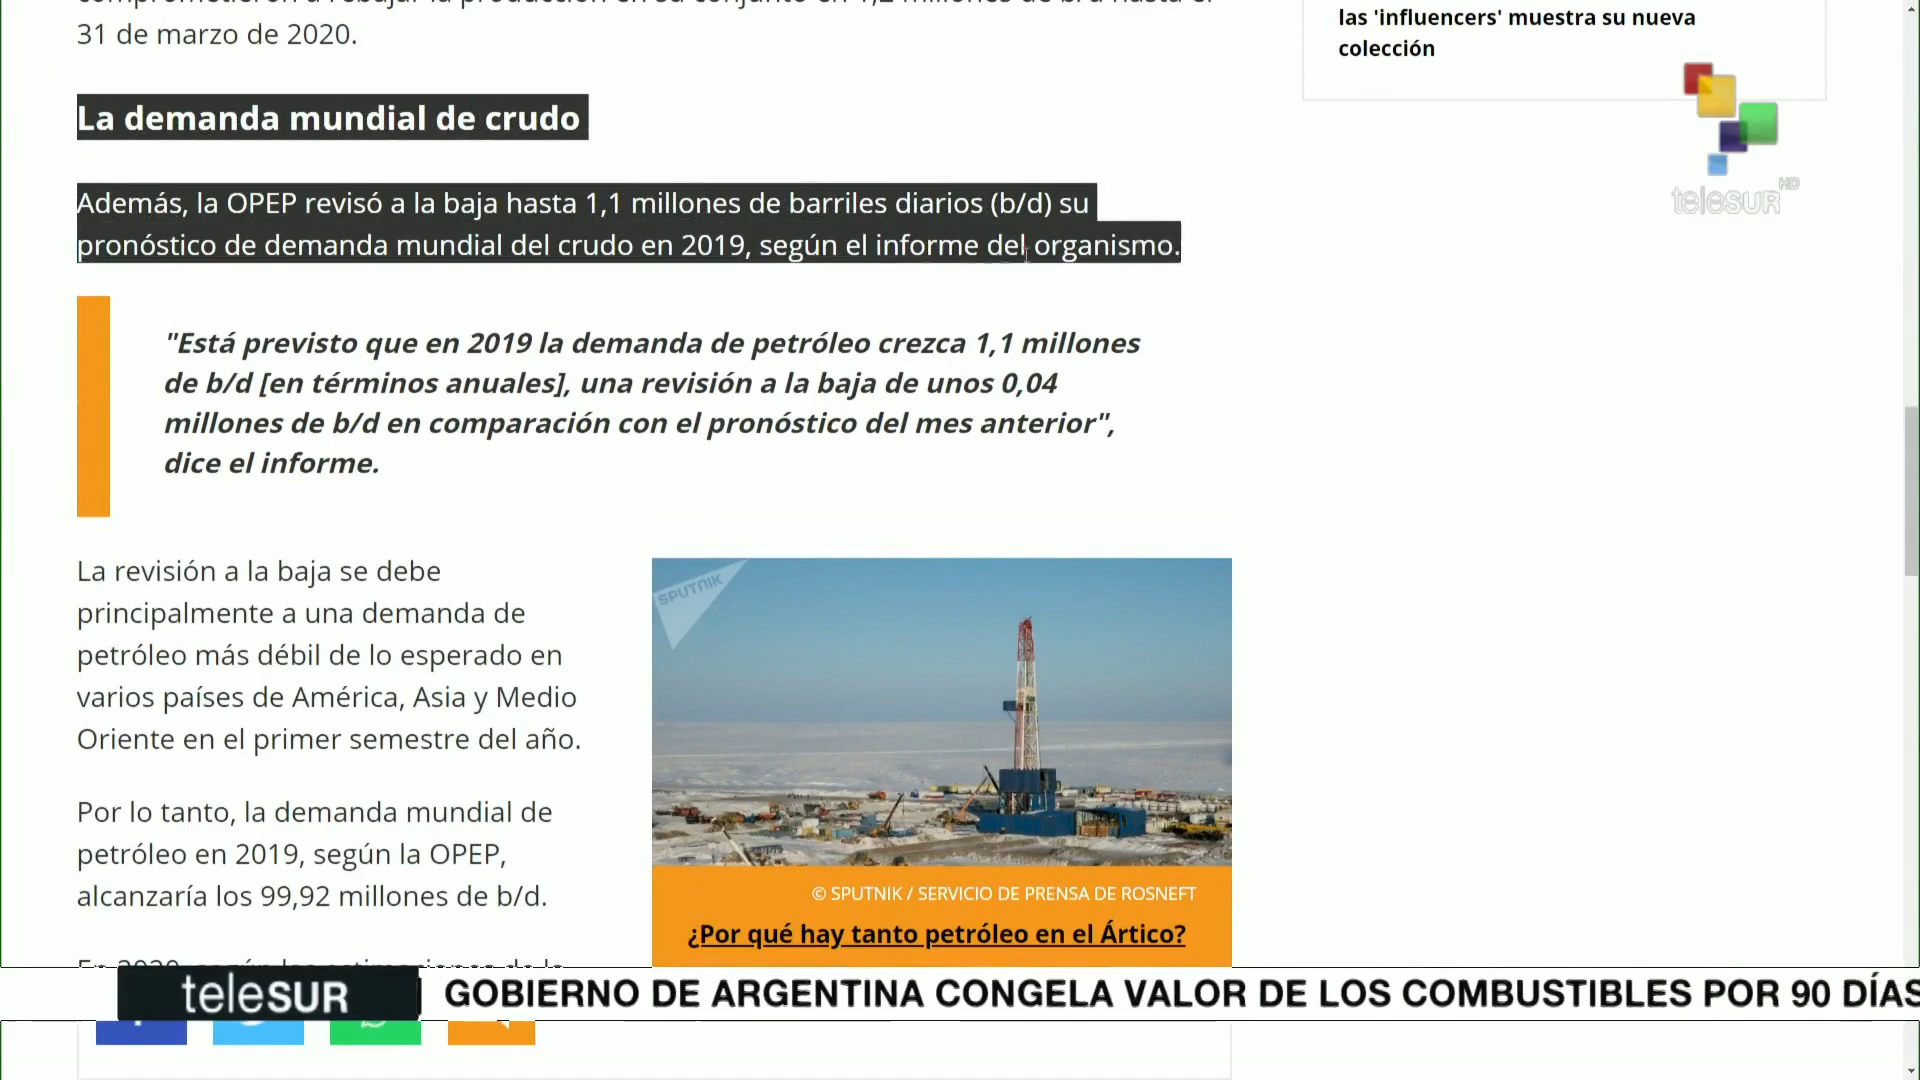 31 de marzo de 2020.
las 'influencers' muestra su nueva
colección
teleSUR HD
La demanda mundial de crudo
Además, la OPEP revisó a la baja hasta 1,1 millones de barriles diarios (b/d) su
pronóstico de demanda mundial del crudo en 2019, según el informe del organismo.
"Está previsto que en 2019 la demanda de petróleo crezca 1,1 millones
de b/d [en términos anuales], una revisión a la baja de unos 0,04
millones de b/d en comparación con el pronóstico del mes anterior",
dice el informe.
La revisión a la baja se debe
principalmente a una demanda de
petróleo más débil de lo esperado en
varios países de América, Asia y Medio
Oriente en el primer semestre del año.
Por lo tanto, la demanda mundial de
petróleo en 2019, según la OPEP,
alcanzaría los 99,92 millones de b/d.
SPUTNIK
© SPUTNIK / SERVICIO DE PRENSA DE ROSNEFT
¿Por qué hay tanto petróleo en el Ártico?
teleSUR
GOBIERNO DE ARGENTINA CONGELA VALOR DE LOS COMBUSTIBLES POR 90 DÍAS